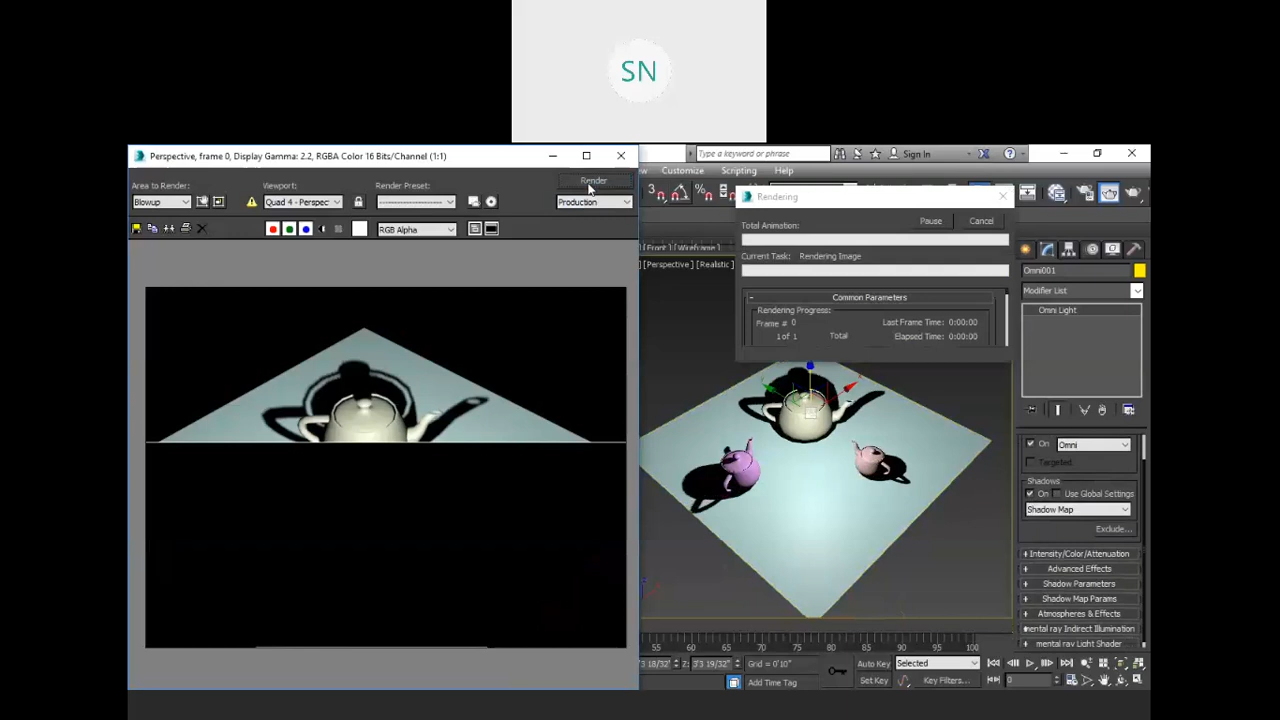 SN
Perspective, frame 0, Display Gamma: 2.2, RGBA Color 16 Bits/Channel (1:1)
Type a keyword or phrase
Sign In
Customize
Scripting
Help
Area to Render:
Viewport:
Render Preset:
Render
Blowup
Quad 4 - Perspec
Production
RGB Alpha
Rendering
Total Animation:
Pause
Cancel
Current Task:
Rendering Image
Common Parameters
Rendering Progress:
Frame # 0
Last Frame Time: 0:00:00
1 of 1
Total
Elapsed Time: 0:00:00
[Front] [Wireframe]
[Perspective] [Realistic]
Omni001
Modifier List
Omni Light
On
Omni
Targeted
Shadows
On
Use Global Settings
Shadow Map
Exclude...
Intensity/Color/Attenuation
Advanced Effects
Shadow Parameters
Shadow Map Params
Atmospheres & Effects
mental ray Indirect Illumination
mental ray Light Shader
55 60 65 70 75 80 85 90 95 100
Z: 3'3 19/32"
Grid = 0'10"
Auto Key
Selected
Add Time Tag
Set Key
Key Filters...
0